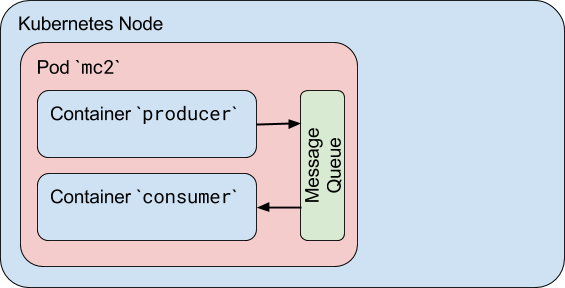 Kubernetes Node
Pod `mc2`
Container `producer`
Container `consumer`
Message
Queue